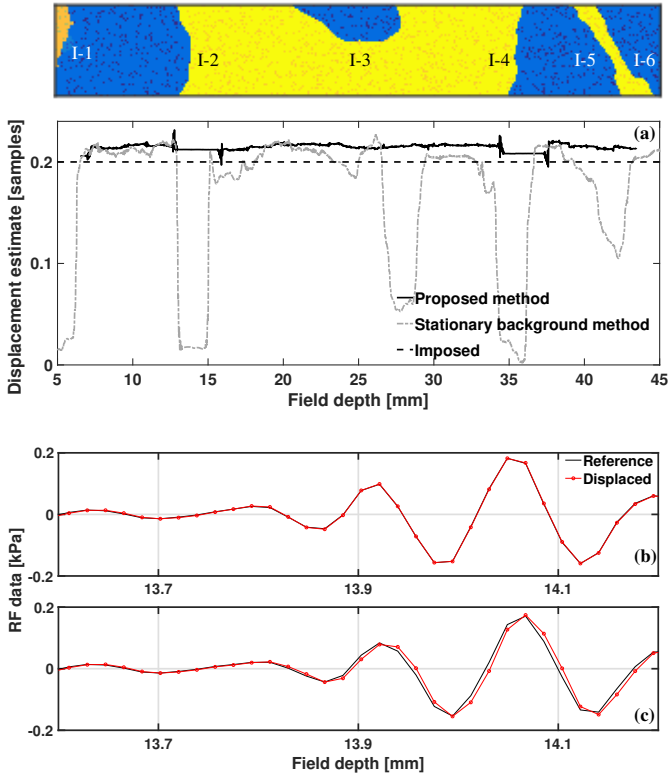 I-1 I-2 I-3 I-4 I-5 I-6
(a)
Displacement estimate [samples]
0.2
0.1
0
Proposed method
Stationary background method
Imposed
5 10 15 20 25 30 35 40 45
Field depth [mm]
RF data [kPa]
0.2
0
-0.2
Reference
Displaced
(b)
13.7 13.9 14.1
0.2
0
-0.2
(c)
13.7 13.9 14.1
Field depth [mm]